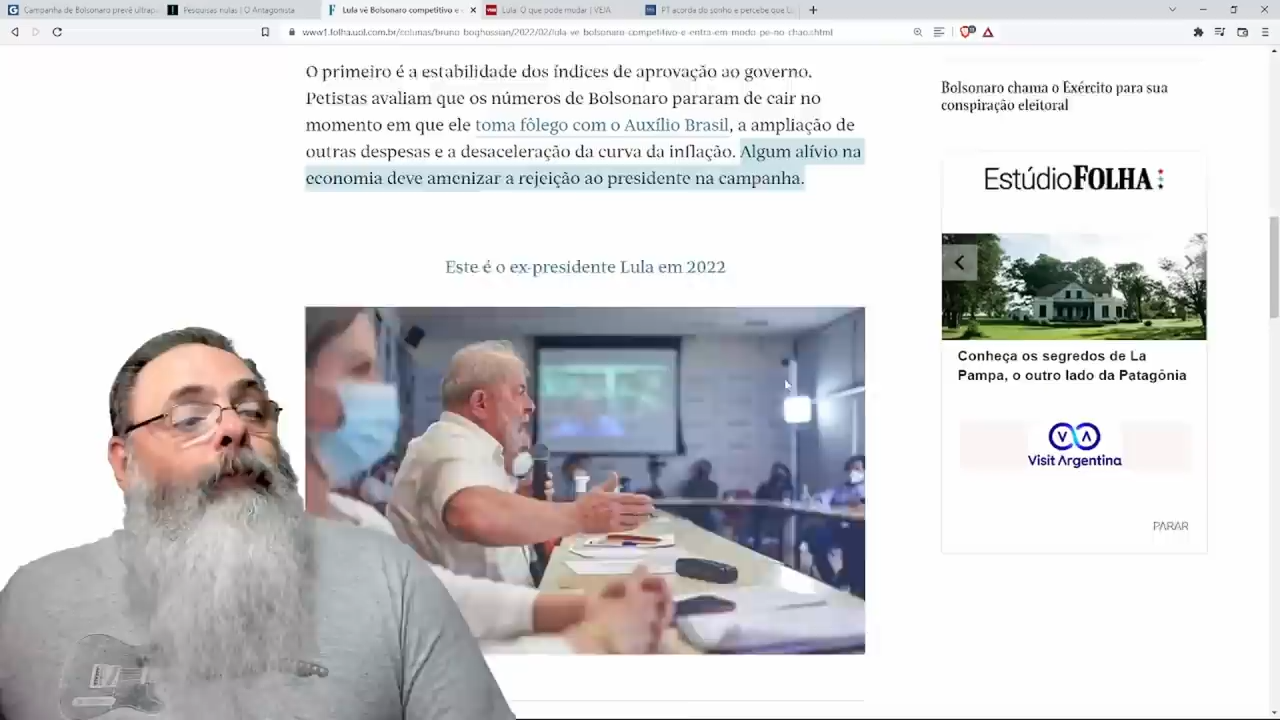 Campanha de Bolsonaro prevê ultrap
Pesquisas nulas | O Antagonista
Lula vê Bolsonaro competitivo e e
Lula: O que pode mudar | VEJA
PT acorda do sonho e percebe que L
www1.folha.uol.com.br/colunas/bruno-boghossian/2022/02/lula-ve-bolsonaro-competitivo-e-entra-em-modo-pe-no-chao.shtml
O primeiro é a estabilidade dos índices de aprovação ao governo.
Petistas avaliam que os números de Bolsonaro pararam de cair no
momento em que ele toma fôlego com o Auxílio Brasil, a ampliação de
outras despesas e a desaceleração da curva da inflação. Algum alívio na
economia deve amenizar a rejeição ao presidente na campanha.
Este é o ex-presidente Lula em 2022
Bolsonaro chama o Exército para sua
conspiração eleitoral
Estúdio FOLHA
Conheça os segredos de La
Pampa, o outro lado da Patagônia
VA
Visit Argentina
PARAR